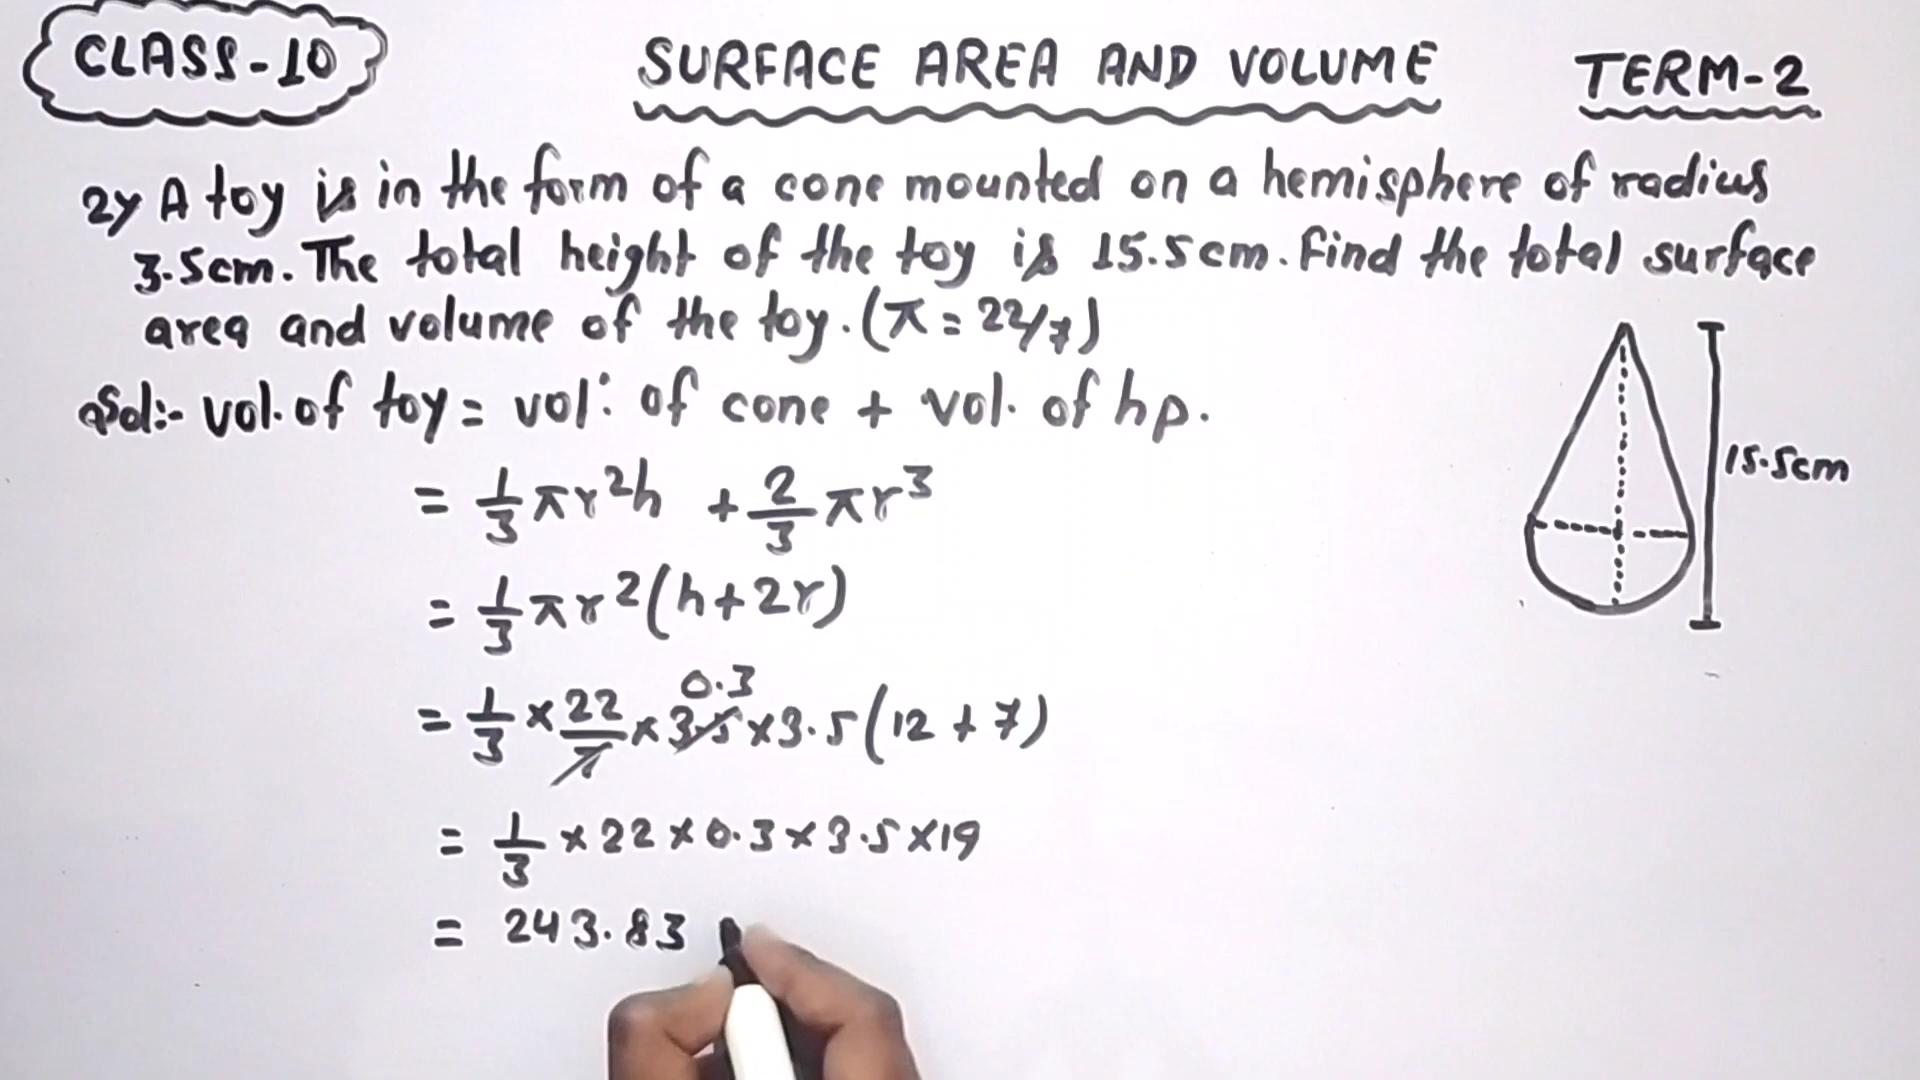 CLASS-10
SURFACE AREA AND VOLUME
TERM-2
2) A toy is in the form of a cone mounted on a hemisphere of radius
3.5cm. The total height of the toy is 15.5cm. Find the total surface
area and volume of the toy. (π = 22/7)
Sol:- vol. of toy = vol. of cone + vol. of hp.
= 1/3 πr²h + 2/3 πr³
= 1/3 πr²(h+2r)
0.3
= 1/3 × 22/7 × 3.5 × 3.5 (12 + 7)
= 1/3 × 22 × 0.3 × 3.5 × 19
= 243.83
15.5cm